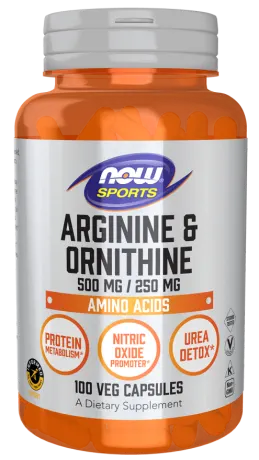 NOW
SPORTS
ARGININE &
ORNITHINE
500 MG / 250 MG
AMINO ACIDS
PROTEIN
METABOLISM*
NITRIC
OXIDE
PROMOTER*
UREA
DETOX*
100 VEG CAPSULES
A Dietary Supplement